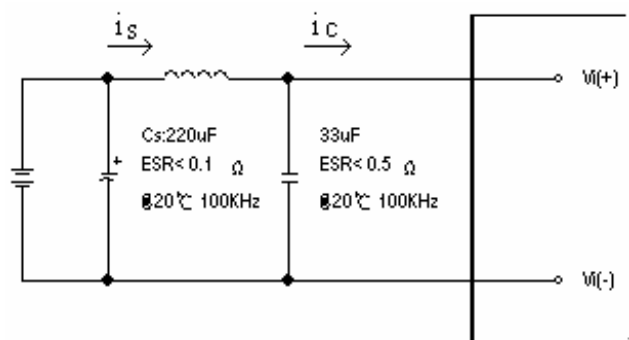 iS
iC
Vi(+)
Cs:220uF
ESR< 0.1 Ω
@20℃ 100KHz
+
33uF
ESR< 0.5 Ω
@20℃ 100KHz
Vi(-)